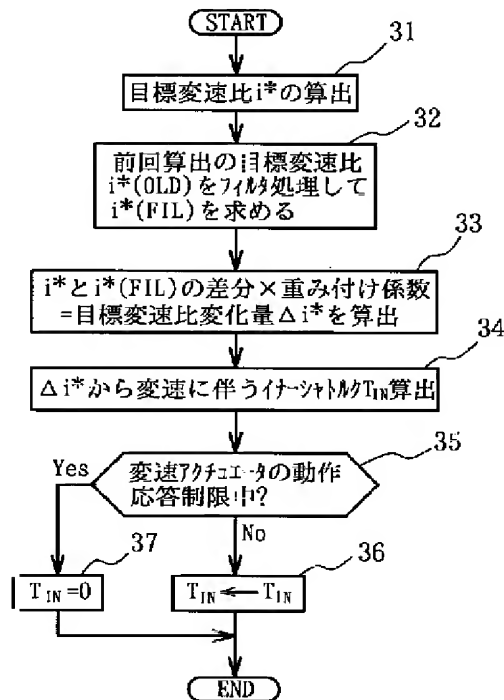 START
31
目標変速比i*の算出
32
前回算出の目標変速比
i*(OLD)をフィルタ処理して
i*(FIL)を求める
33
i*とi*(FIL)の差分×重み付け係数
=目標変速比変化量Δi*を算出
34
Δi*から変速に伴うイナーシャトルクTIN算出
35
変速アクチュエータの動作
応答制限中?
Yes
No
37
36
TIN=0
TIN←TIN
END